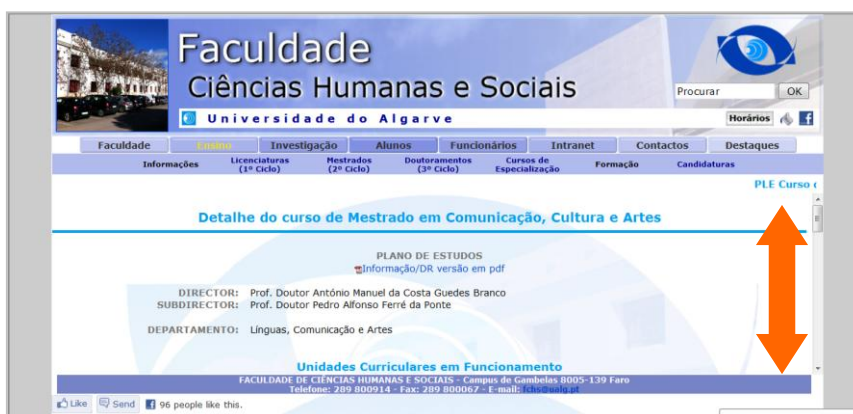 Faculdade
Ciências Humanas e Sociais
Procurar OK
Universidade do Algarve
Horários
Faculdade Ensino Investigação Alunos Funcionários Intranet Contactos Destaques
Informações Licenciaturas (1º Ciclo) Mestrados (2º Ciclo) Doutoramentos (3º Ciclo) Cursos de Especialização Formação Candidaturas
PLE Curso
Detalhe do curso de Mestrado em Comunicação, Cultura e Artes
PLANO DE ESTUDOS
Informação/DR versão em pdf
DIRECTOR: Prof. Doutor António Manuel da Costa Guedes Branco
SUBDIRECTOR: Prof. Doutor Pedro Alfonso Ferré da Ponte
DEPARTAMENTO: Línguas, Comunicação e Artes
Unidades Curriculares em Funcionamento
FACULDADE DE CIÊNCIAS HUMANAS E SOCIAIS - Campus de Gambelas 8005-139 Faro
Telefone: 289 800914 - Fax: 289 800067 - E-mail: fchs@ualg.pt
Like Send 96 people like this.